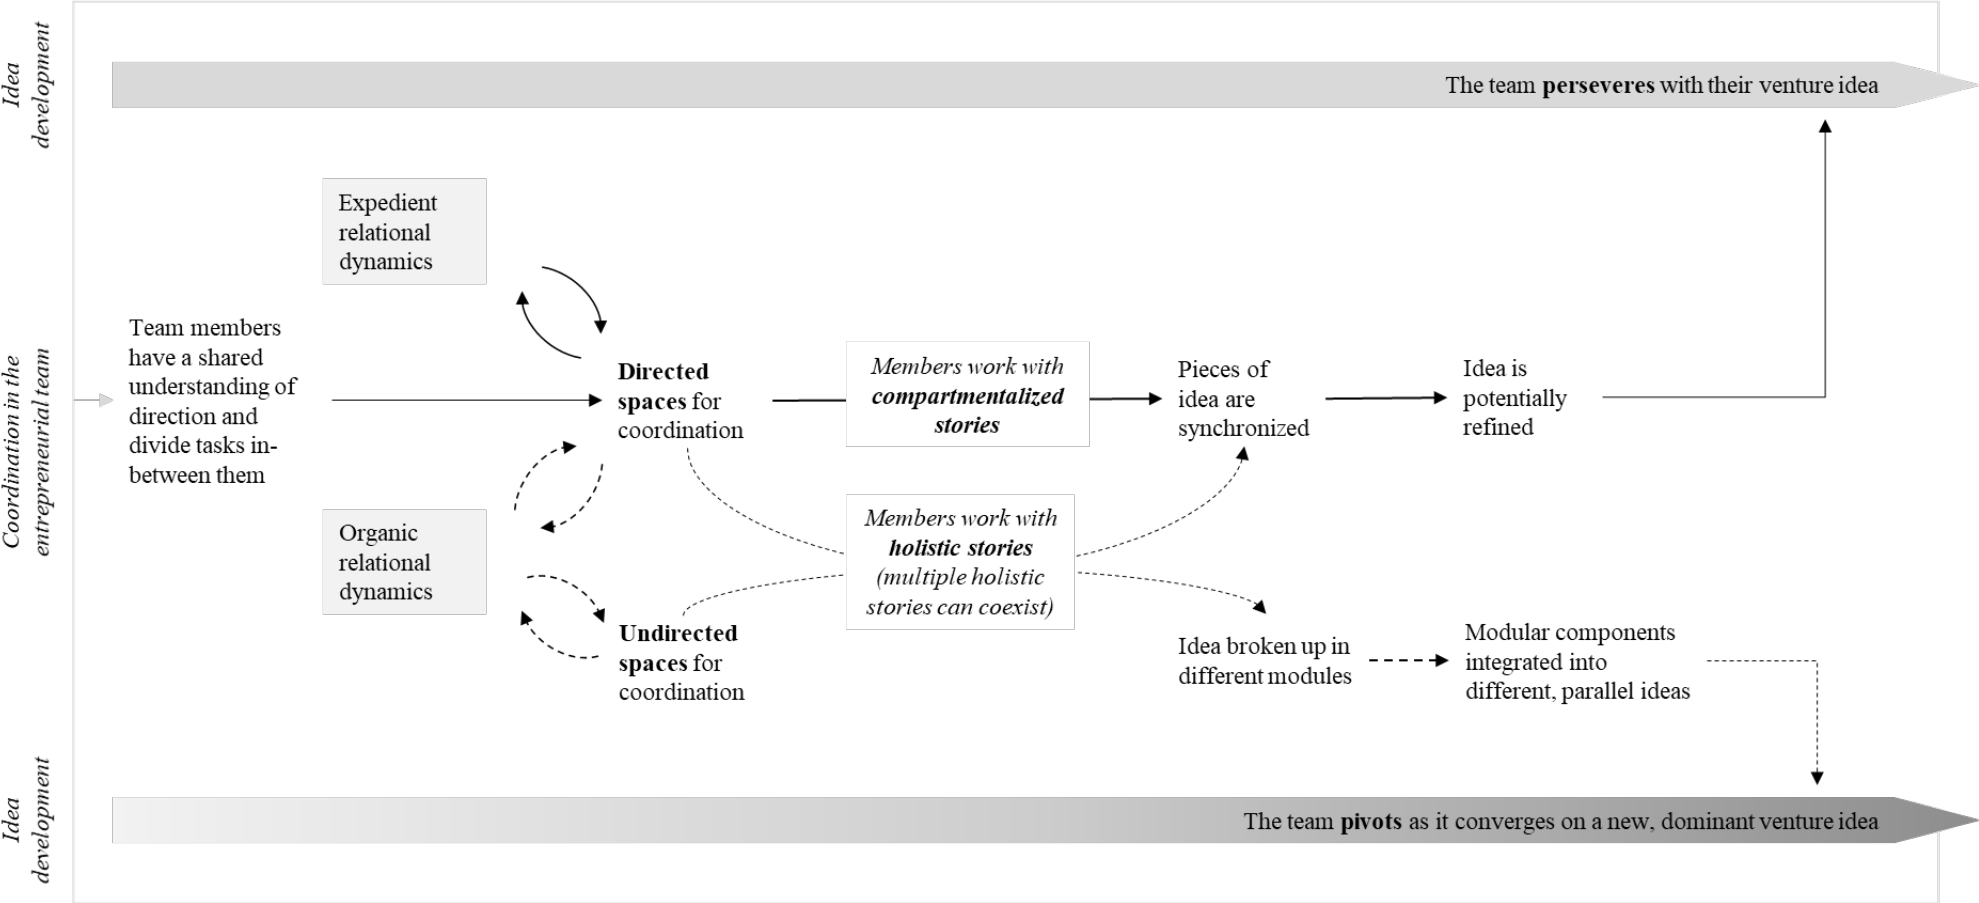 Idea
development
The team perseveres with their venture idea
Coordination in the
entrepreneurial team
Expedient
relational
dynamics
Team members
have a shared
understanding of
direction and
divide tasks in-
between them
Directed
spaces for
coordination
Members work with
compartmentalized
stories
Pieces of
idea are
synchronized
Idea is
potentially
refined
Organic
relational
dynamics
Members work with
holistic stories
(multiple holistic
stories can coexist)
Undirected
spaces for
coordination
Idea broken up in
different modules
Modular components
integrated into
different, parallel ideas
Idea
development
The team pivots as it converges on a new, dominant venture idea